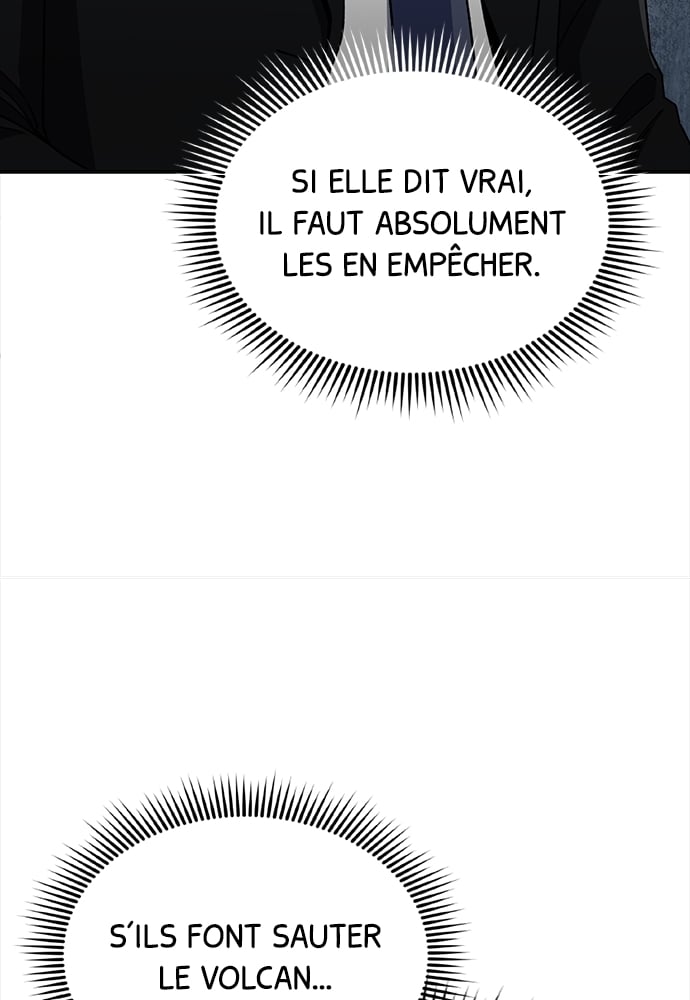 SI ELLE DIT VRAI,
IL FAUT ABSOLUMENT
LES EN EMPÊCHER.
S'ILS FONT SAUTER
LE VOLCAN...